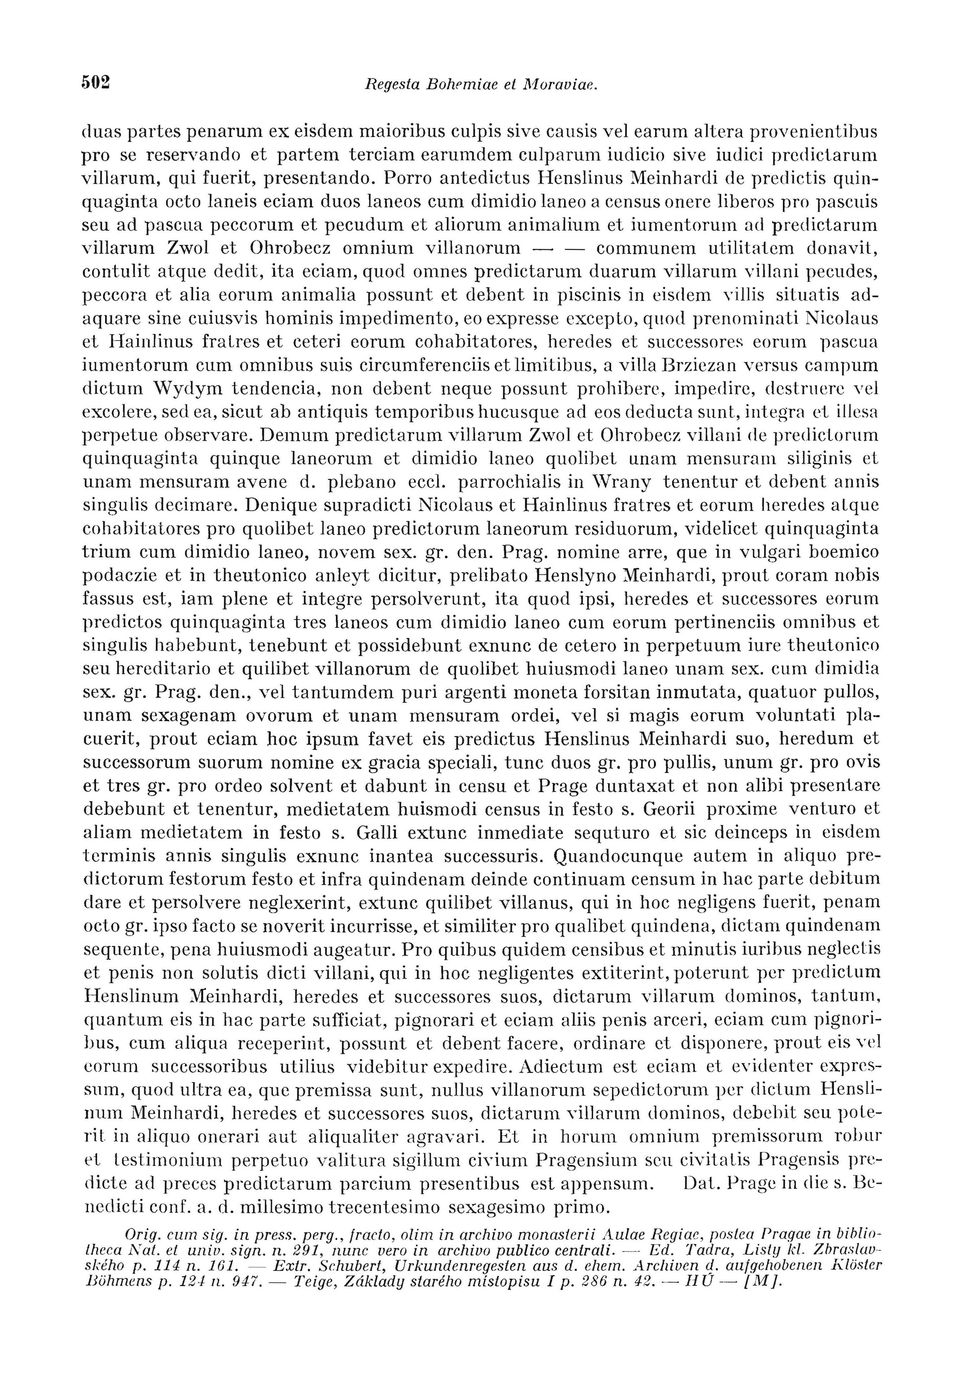 502 Regesta Bohemiae et Moraviae.
duas partes penarum ex eisdem maioribus culpis sive causis vel earum altera provenientibus
pro se reservando et partem terciam earumdem culparum iudicio sive iudici predictarum
villarum, qui fuerit, presentando. Porro antedictus Henslinus Meinhardi de predictis quin-
quaginta octo laneis eciam duos laneos cum dimidio laneo a census onere liberos pro pascuis
seu ad pascua peccorum et pecudum et aliorum animalium et iumentorum ad predictarum
villarum Zwol et Ohrobecz omnium villanorum — — communem utilitatem donavit,
contulit atque dedit, ita eciam, quod omnes predictarum duarum villarum villani pecudes,
peccora et alia eorum animalia possunt et debent in piscinis in eisdem villis situatis ad-
aquare sine cuiusvis hominis impedimento, eo expresse excepto, quod prenominati Nicolaus
et Hainlinus fratres et ceteri eorum cohabitatores, heredes et successores eorum pascua
iumentorum cum omnibus suis circumferenciis et limitibus, a villa Brziezan versus campum
dictum Wydym tendencia, non debent neque possunt prohibere, impedire, destruere vel
excolere, sed ea, sicut ab antiquis temporibus hucusque ad eos deducta sunt, integra et illesa
perpetue observare. Demum predictarum villarum Zwol et Ohrobecz villani de predictorum
quinquaginta quinque laneorum et dimidio laneo quolibet unam mensuram siliginis et
unam mensuram avene d. plebano eccl. parrochialis in Wrany tenentur et debent annis
singulis decimare. Denique supradicti Nicolaus et Hainlinus fratres et eorum heredes atque
cohabitatores pro quolibet laneo predictorum laneorum residuorum, videlicet quinquaginta
trium cum dimidio laneo, novem sex. gr. den. Prag. nomine arre, que in vulgari boemico
podaczie et in theutonico anleyt dicitur, prelibato Henslyno Meinhardi, prout coram nobis
fassus est, iam plene et integre persolverunt, ita quod ipsi, heredes et successores eorum
predictos quinquaginta tres laneos cum dimidio laneo cum eorum pertinenciis omnibus et
singulis habebunt, tenebunt et possidebunt exnunc de cetero in perpetuum iure theutonico
seu hereditario et quilibet villanorum de quolibet huiusmodi laneo unam sex. cum dimidia
sex. gr. Prag. den., vel tantumdem puri argenti moneta forsitan inmutata, quatuor pullos,
unam sexagenam ovorum et unam mensuram ordei, vel si magis eorum voluntati pla-
cuerit, prout eciam hoc ipsum favet eis predictus Henslinus Meinhardi suo, heredum et
successorum suorum nomine ex gracia speciali, tunc duos gr. pro pullis, unum gr. pro ovis
et tres gr. pro ordeo solvent et dabunt in censu et Prage duntaxat et non alibi presentare
debebunt et tenentur, medietatem huismodi census in festo s. Georii proxime venturo et
aliam medietatem in festo s. Galli extunc inmediate sequturo et sic deinceps in eisdem
terminis annis singulis exnunc inantea successuris. Quandocunque autem in aliquo pre-
dictorum festorum festo et infra quindenam deinde continuam censum in hac parte debitum
dare et persolvere neglexerint, extunc quilibet villanus, qui in hoc negligens fuerit, penam
octo gr. ipso facto se noverit incurrisse, et similiter pro qualibet quindena, dictam quindenam
sequente, pena huiusmodi augeatur. Pro quibus quidem censibus et minutis iuribus neglectis
et penis non solutis dicti villani, qui in hoc negligentes extiterint, poterunt per predictum
Henslinum Meinhardi, heredes et successores suos, dictarum villarum dominos, tantum,
quantum eis in hac parte sufficiat, pignorari et eciam aliis penis arceri, eciam cum pignori-
bus, cum aliqua receperint, possunt et debent facere, ordinare et disponere, prout eis vel
eorum successoribus utilius videbitur expedire. Adiectum est eciam et evidenter expres-
sum, quod ultra ea, que premissa sunt, nullus villanorum sepedictorum per dictum Hensli-
num Meinhardi, heredes et successores suos, dictarum villarum dominos, debebit seu pote-
rit in aliquo onerari aut aliqualiter agravari. Et in horum omnium premissorum robur
et testimonium perpetuo valitura sigillum civium Pragensium seu civitatis Pragensis pre-
dicte ad preces predictarum parcium presentibus est appensum. Dat. Prage in die s. Be-
nedicti conf. a. d. millesimo trecentesimo sexagesimo primo.
Orig. cum sig. in press. perg., fracto, olim in archivo monasterii Aulae Regiae, postea Pragae in biblio-
theca Nat. et univ. sign. n. 291, nunc vero in archivo publico centrali. — Ed. Tadra, Listy kl. Zbraslav-
ského p. 114 n. 161. — Extr. Schubert, Urkundenregesten aus d. ehem. Archiven d. aufgehobenen Klöster
Böhmens p. 124 n. 947. — Teige, Základy starého místopisu I p. 286 n. 42. — HÚ — [M].